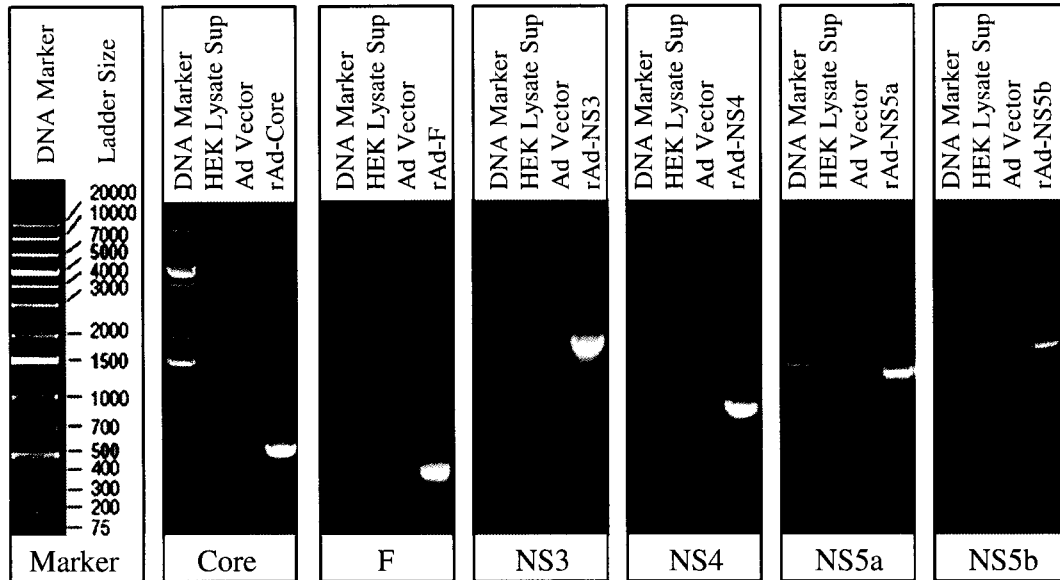 DNA Marker
Ladder Size
20000
10000
7000
5000
4000
3000
2000
1500
1000
700
500
400
300
200
75
Marker
DNA Marker
HEK Lysate Sup
Ad Vector
rAd-Core
Core
DNA Marker
HEK Lysate Sup
Ad Vector
rAd-F
F
DNA Marker
HEK Lysate Sup
Ad Vector
rAd-NS3
NS3
DNA Marker
HEK Lysate Sup
Ad Vector
rAd-NS4
NS4
DNA Marker
HEK Lysate Sup
Ad Vector
rAd-NS5a
NS5a
DNA Marker
HEK Lysate Sup
Ad Vector
rAd-NS5b
NS5b